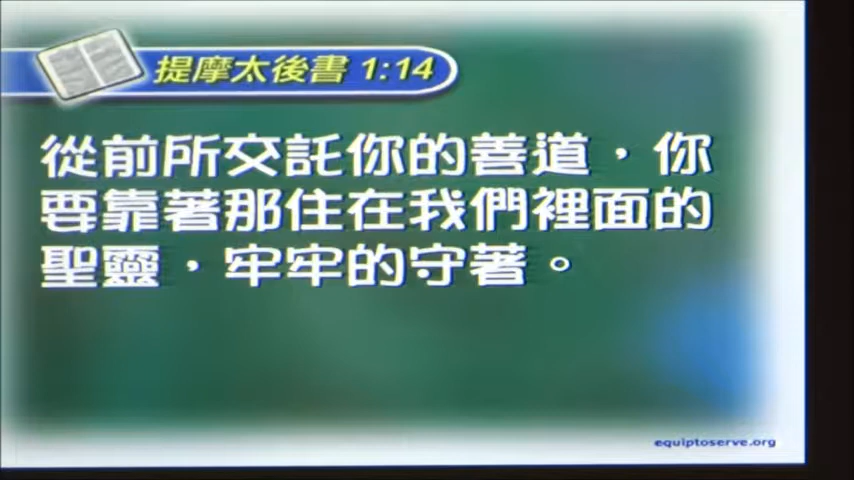 提摩太後書 1:14
從前所交託你的善道，你
要靠著那住在我們裡面的
聖靈，牢牢的守著。
equiptoserve.org